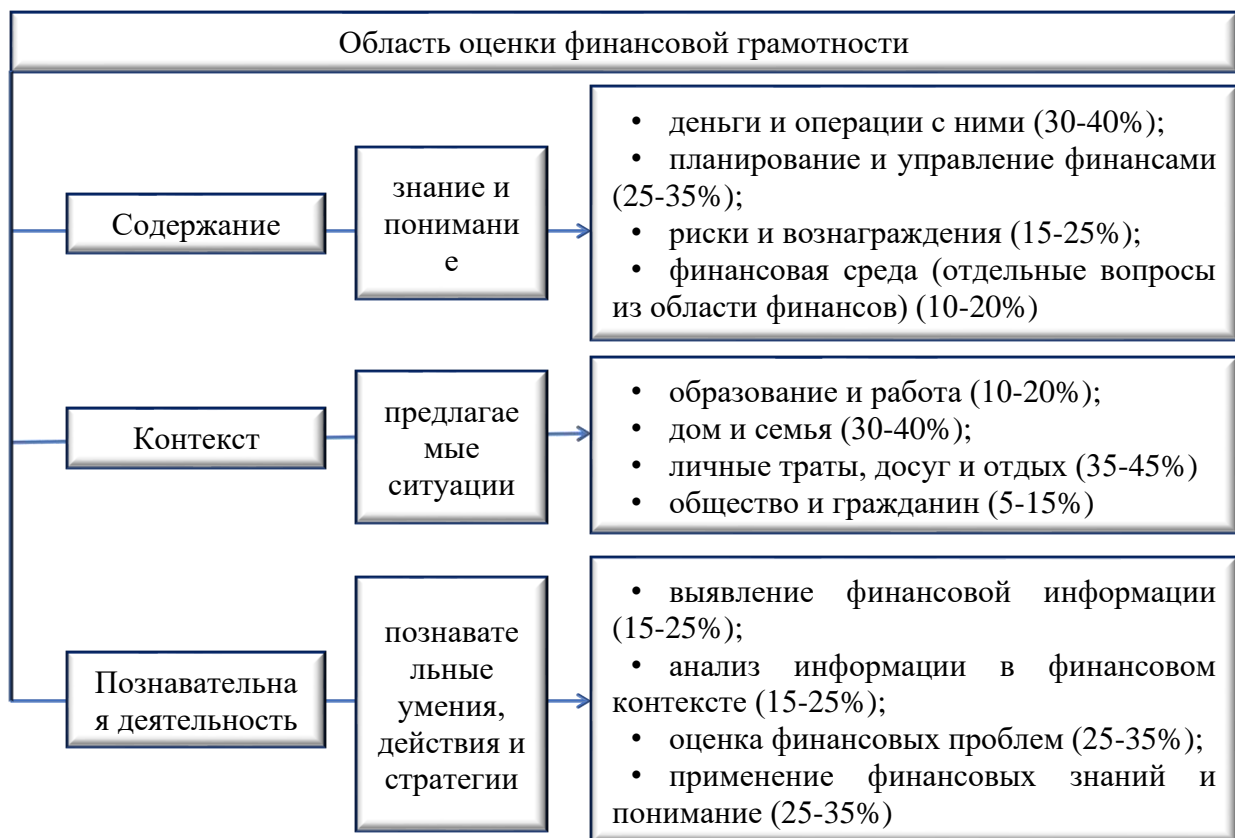 Область оценки финансовой грамотности
Содержание
знание и
понимани
е
• деньги и операции с ними (30-40%);
• планирование и управление финансами
(25-35%);
• риски и вознаграждения (15-25%);
• финансовая среда (отдельные вопросы
из области финансов) (10-20%)
Контекст
предлагае
мые
ситуации
• образование и работа (10-20%);
• дом и семья (30-40%);
• личные траты, досуг и отдых (35-45%)
• общество и гражданин (5-15%)
Познавательна
я деятельность
познавате
льные
умения,
действия и
стратегии
• выявление финансовой информации
(15-25%);
• анализ информации в финансовом
контексте (15-25%);
• оценка финансовых проблем (25-35%);
• применение финансовых знаний и
понимание (25-35%)